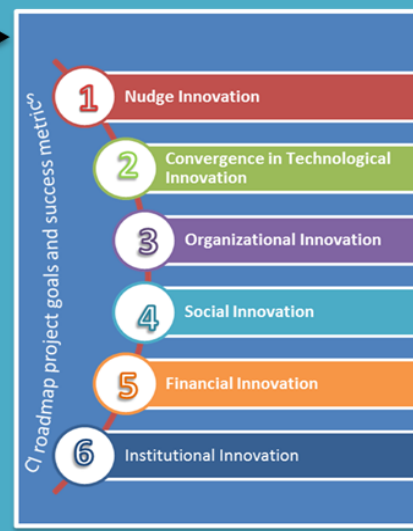 CI roadmap project goals and success metrics
1 Nudge Innovation
2 Convergence in Technological
Innovation
3 Organizational Innovation
4 Social Innovation
5 Financial Innovation
6 Institutional Innovation